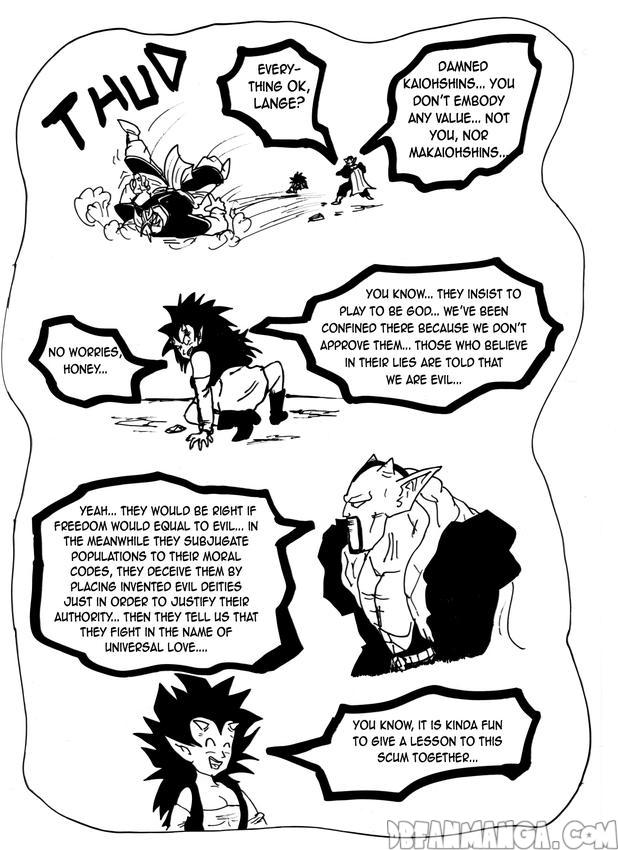 THUD
EVERY-
THING OK,
LANGE?
DAMNED
KAIOHSHINS... YOU
DON'T EMBODY
ANY VALUE... NOT
YOU, NOR
MAKAIOHSHINS...
NO WORRIES,
HONEY...
YOU KNOW... THEY INSIST TO
PLAY TO BE GOD... WE'VE BEEN
CONFINED THERE BECAUSE WE DON'T
APPROVE THEM... THOSE WHO BELIEVE
IN THEIR LIES ARE TOLD THAT
WE ARE EVIL...
YEAH... THEY WOULD BE RIGHT IF
FREEDOM WOULD EQUAL TO EVIL... IN
THE MEANWHILE THEY SUBJUGATE
POPULATIONS TO THEIR MORAL
CODES, THEY DECEIVE THEM BY
PLACING INVENTED EVIL DEITIES
JUST IN ORDER TO JUSTIFY THEIR
AUTHORITY... THEN THEY TELL US THAT
THEY FIGHT IN THE NAME OF
UNIVERSAL LOVE....
YOU KNOW, IT IS KINDA FUN
TO GIVE A LESSON TO THIS
SCUM TOGETHER...
DBFANMANGA.COM